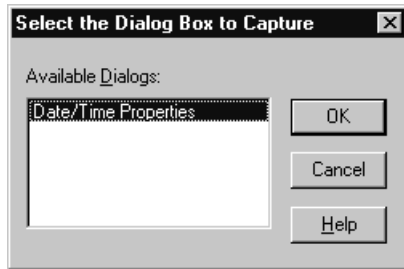 Select the Dialog Box to Capture
Available Dialogs:
Date/Time Properties
OK
Cancel
Help